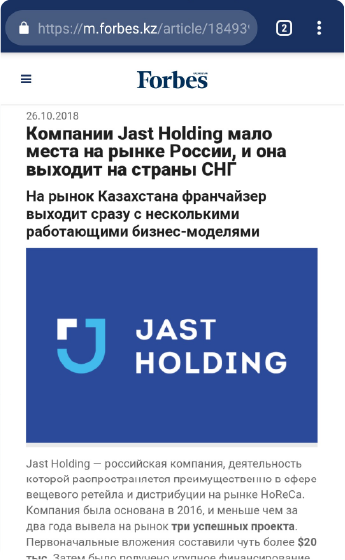 https://m.forbes.kz/article/18493
2
Forbes
26.10.2018
Компании Jast Holding мало
места на рынке России, и она
выходит на страны СНГ
На рынок Казахстана франчайзер
выходит сразу с несколькими
работающими бизнес-моделями
JAST
HOLDING
Jast Holding — российская компания, деятельность
которой распространяется преимущественно в сфере
вещевого ретейла и дистрибуции на рынке HoReCa.
Компания была основана в 2016, и меньше чем за
два года вывела на рынок три успешных проекта.
Первоначальные вложения составили чуть более $20
тыс. Затем было получено крупное финансирование